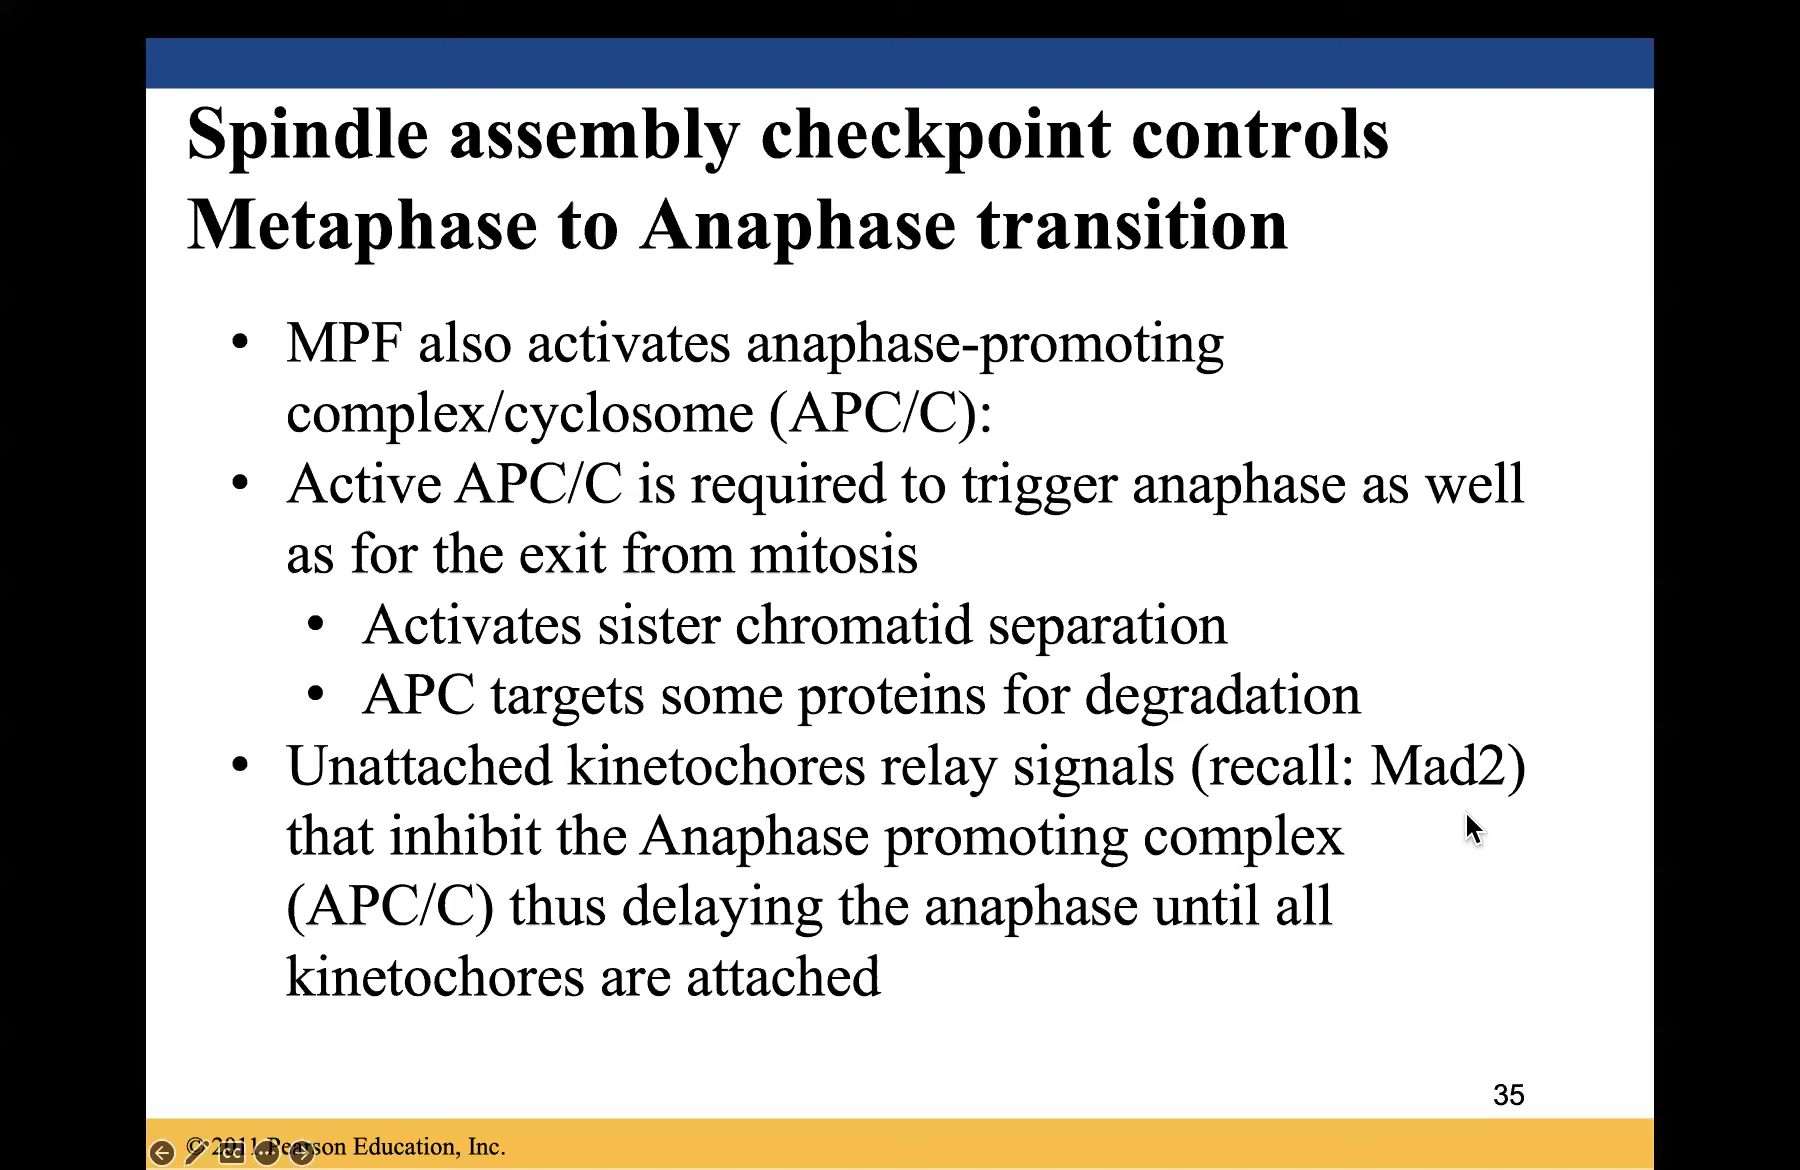 Spindle assembly checkpoint controls
Metaphase to Anaphase transition
• MPF also activates anaphase-promoting
complex/cyclosome (APC/C):
• Active APC/C is required to trigger anaphase as well
as for the exit from mitosis
• Activates sister chromatid separation
• APC targets some proteins for degradation
• Unattached kinetochores relay signals (recall: Mad2)
that inhibit the Anaphase promoting complex
(APC/C) thus delaying the anaphase until all
kinetochores are attached
35
© 2011 Pearson Education, Inc.